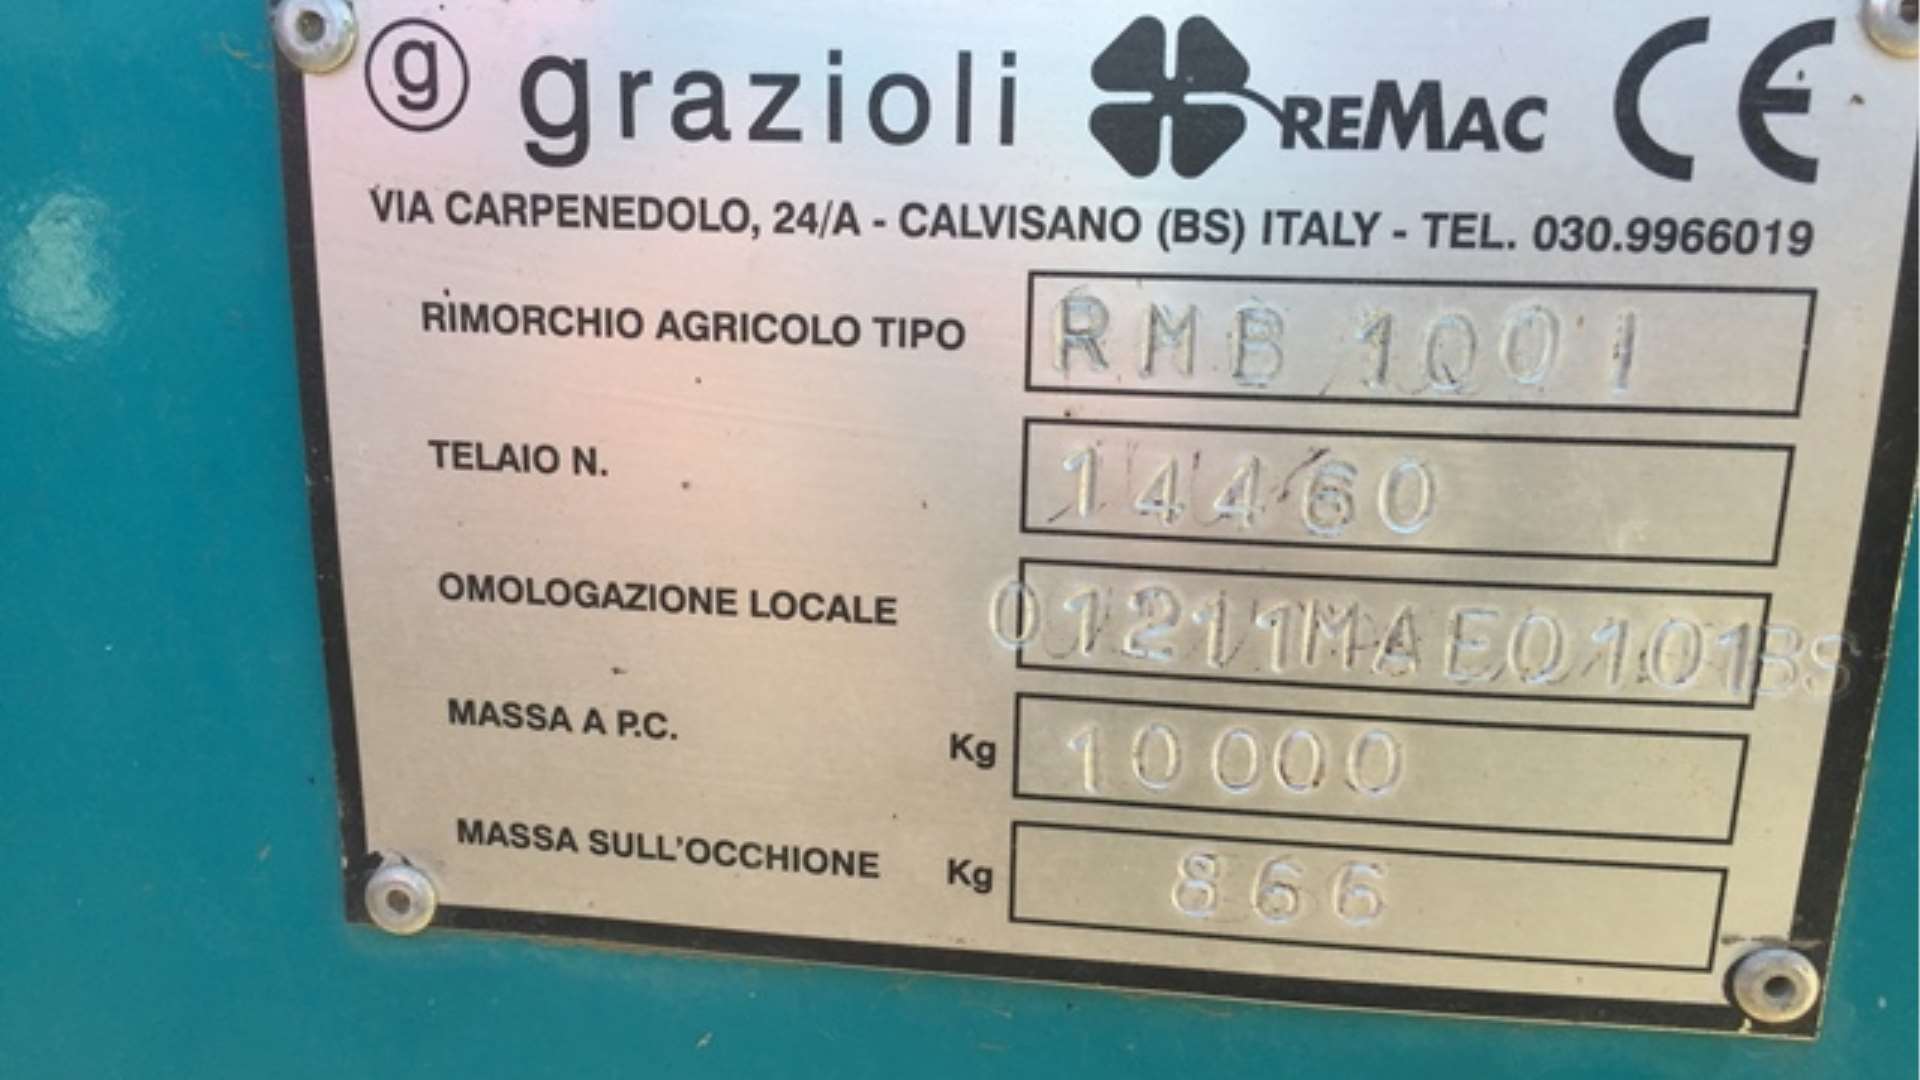 g grazioli REMAC CE
VIA CARPENEDOLO, 24/A - CALVISANO (BS) ITALY - TEL. 030.9966019
RIMORCHIO AGRICOLO TIPO RMB 100 I
TELAIO N. 14460
OMOLOGAZIONE LOCALE 01211MAE0101BS
MASSA A P.C. Kg 10000
MASSA SULL'OCCHIONE Kg 866